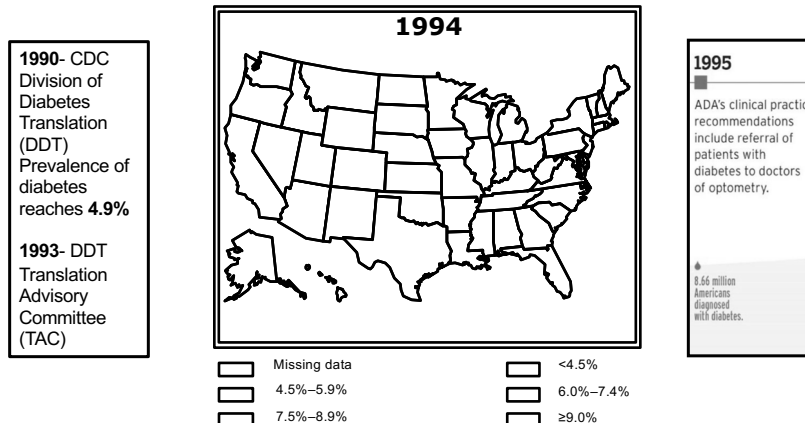 1990- CDC
Division of
Diabetes
Translation
(DDT)
Prevalence of
diabetes
reaches 4.9%
1993- DDT
Translation
Advisory
Committee
(TAC)
1994
Missing data
<4.5%
4.5%–5.9%
6.0%–7.4%
7.5%–8.9%
≥9.0%
1995
ADA's clinical practic
recommendations
include referral of
patients with
diabetes to doctors
of optometry.
8.66 million
Americans
diagnosed
with diabetes.